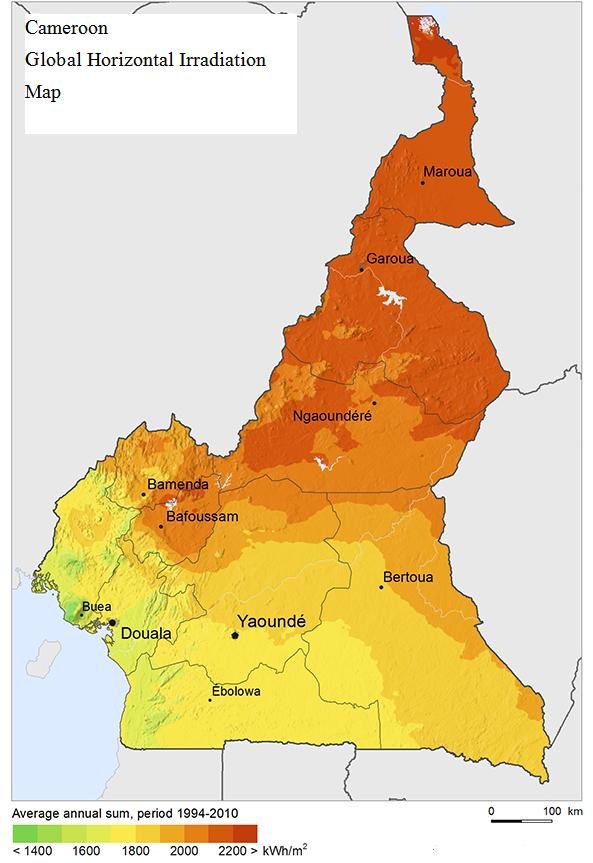 Cameroon
Global Horizontal Irradiation
Map
Maroua
Garoua
Ngaoundéré
Bamenda
Bafoussam
Bertoua
Buea
Douala
Yaoundé
Ebolowa
Average annual sum, period 1994-2010
0 100 km
< 1400 1600 1800 2000 2200 > kWh/m²